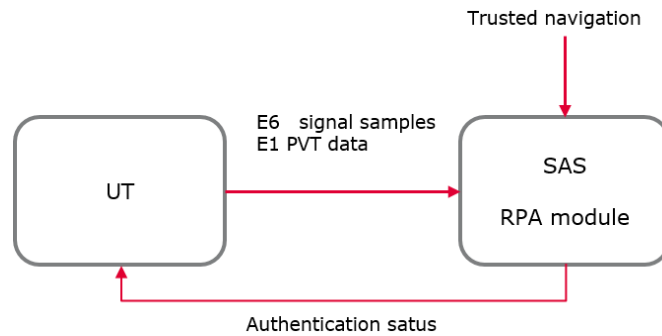 Trusted navigation
E6 signal samples
E1 PVT data
UT
SAS
RPA module
Authentication satus